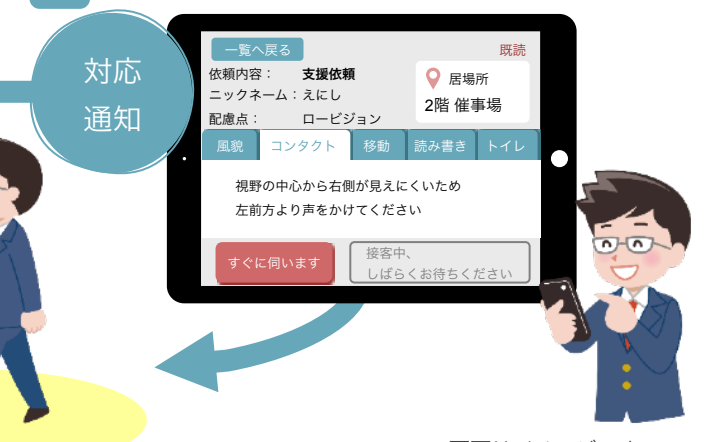 対応
通知
一覧へ戻る
既読
依頼内容： 支援依頼
ニックネーム：えにし
配慮点： ロービジョン
居場所
2階 催事場
風貌 コンタクト 移動 読み書き トイレ
視野の中心から右側が見えにくいため
左前方より声をかけてください
すぐに伺います
接客中、
しばらくお待ちください